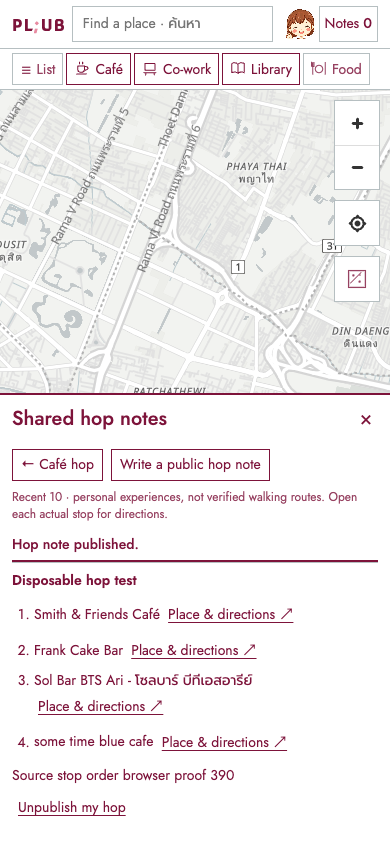 PL;UB
Find a place · ค้นหา
Notes 0
≡ List
Café
Co-work
Library
Food
Rama V Road ถนนพระรามที่ 5
Rama VI Road ถนนพระรามที่ 6
PHAYA THAI
พญาไท
+
−
DUSIT
ดุสิต
1
31
DIN DAENG
ดินแดง
RATCHATHEWI
Shared hop notes
×
← Café hop
Write a public hop note
Recent 10 · personal experiences, not verified walking routes. Open
each actual stop for directions.
Hop note published.
Disposable hop test
1. Smith & Friends Café Place & directions ↗
2. Frank Cake Bar Place & directions ↗
3. Sol Bar BTS Ari - โซลบาร์ บีทีเอสอารีย์
Place & directions ↗
4. some time blue cafe Place & directions ↗
Source stop order browser proof 390
Unpublish my hop